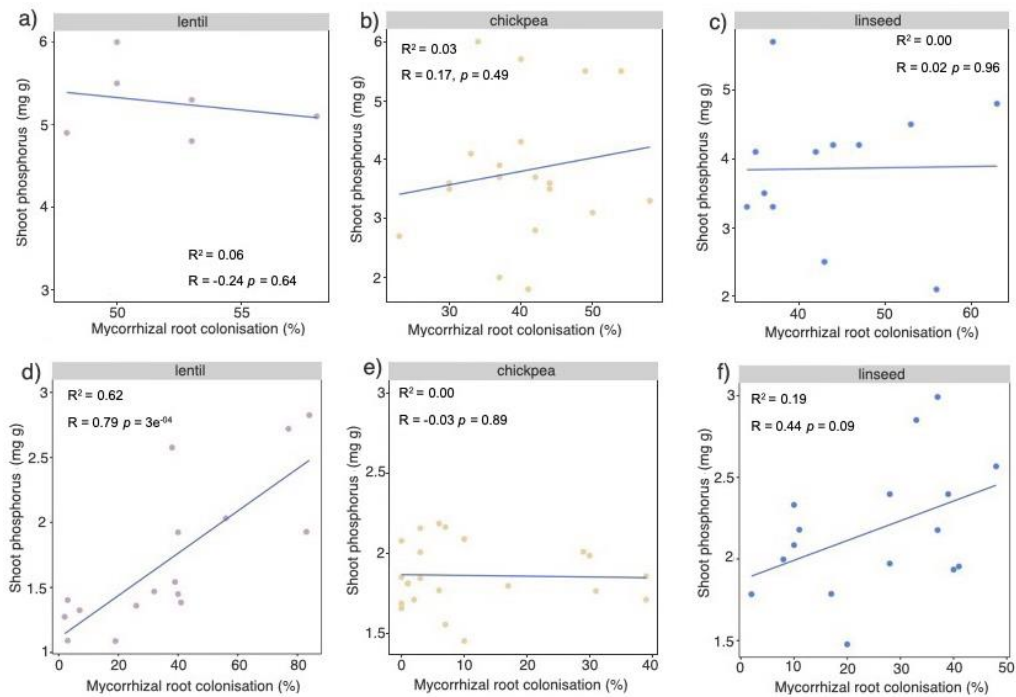 a)
lentil
6
5
4
3
50
55
Shoot phosphorus (mg g)
Mycorrhizal root colonisation (%)
R² = 0.06
R = -0.24 p = 0.64
b)
chickpea
R² = 0.03
R = 0.17, p = 0.49
6
5
4
3
2
30
40
50
Shoot phosphorus (mg g)
Mycorrhizal root colonisation (%)
c)
linseed
R² = 0.00
R = 0.02 p = 0.96
5
4
3
2
40
50
60
Shoot phosphorus (mg g)
Mycorrhizal root colonisation (%)
d)
lentil
R² = 0.62
R = 0.79 p = 3e⁻⁰⁴
3
2.5
2
1.5
1
0
20
40
60
80
Shoot phosphorus (mg g)
Mycorrhizal root colonisation (%)
e)
chickpea
R² = 0.00
R = -0.03 p = 0.89
3
2.5
2
1.5
0
10
20
30
40
Shoot phosphorus (mg g)
Mycorrhizal root colonisation (%)
f)
linseed
R² = 0.19
R = 0.44 p = 0.09
3
2.5
2
1.5
0
10
20
30
40
50
Shoot phosphorus (mg g)
Mycorrhizal root colonisation (%)